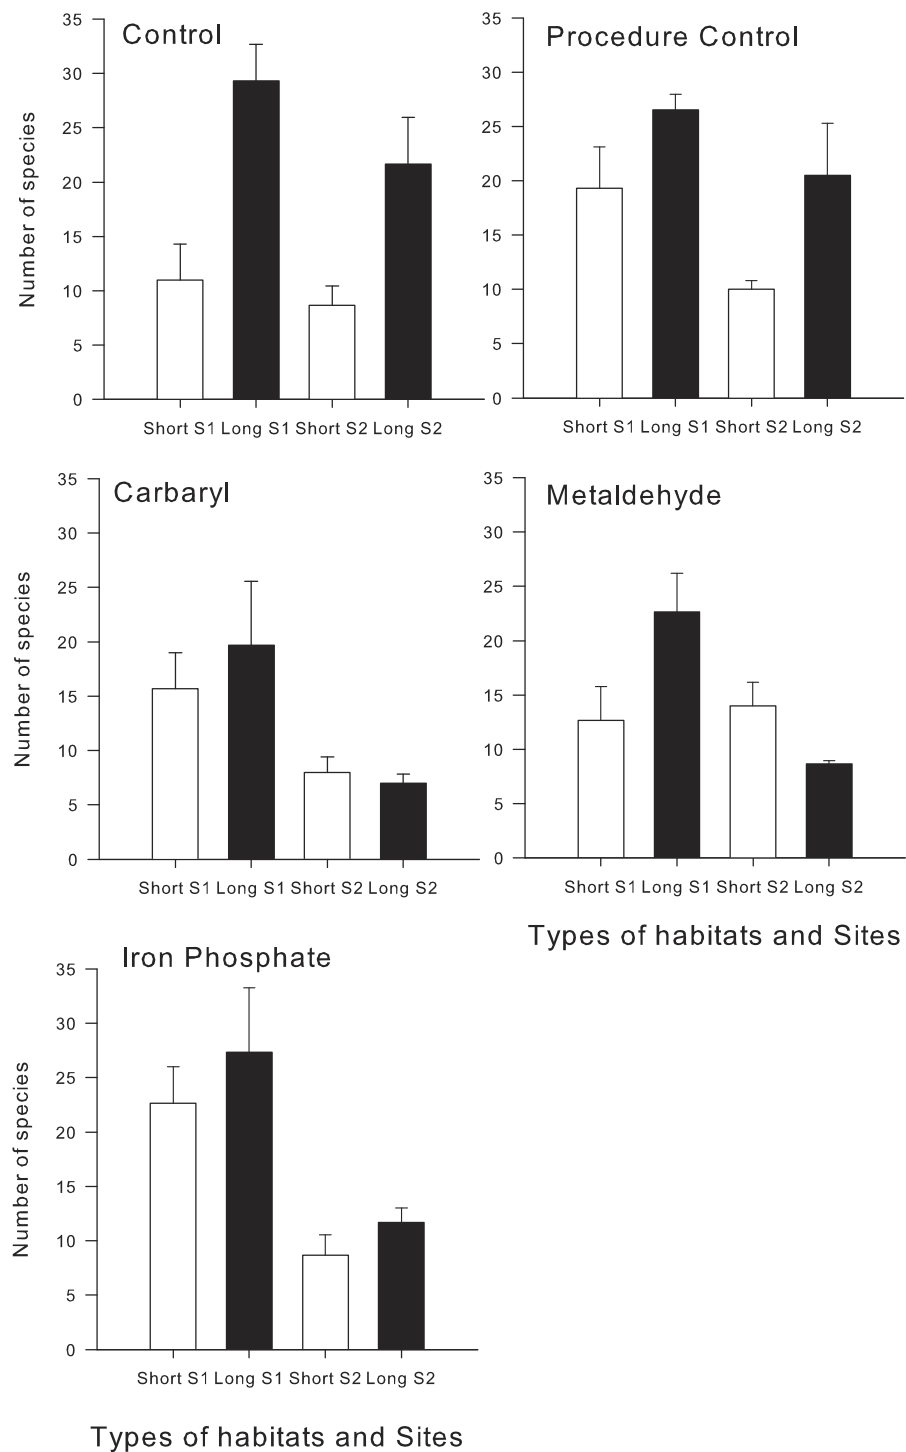 Control
Number of species
35
30
25
20
15
10
5
0
Short S1 Long S1 Short S2 Long S2
Procedure Control
35
30
25
20
15
10
5
0
Short S1 Long S1 Short S2 Long S2
Carbaryl
Number of species
35
30
25
20
15
10
5
0
Short S1 Long S1 Short S2 Long S2
Metaldehyde
35
30
25
20
15
10
5
0
Short S1 Long S1 Short S2 Long S2
Types of habitats and Sites
Iron Phosphate
Number of species
35
30
25
20
15
10
5
0
Short S1 Long S1 Short S2 Long S2
Types of habitats and Sites